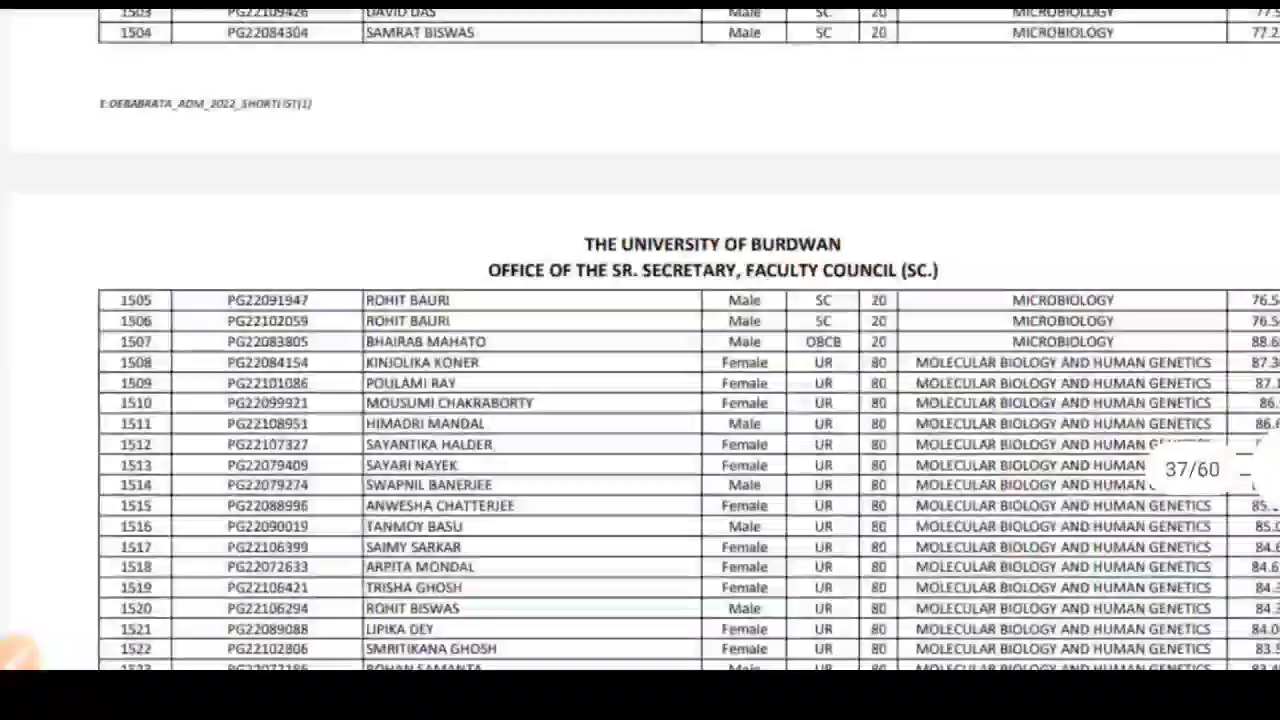 1503 PG22109426 DAVID DAS Male SC 20 MICROBIOLOGY
1504 PG22084304 SAMRAT BISWAS Male SC 20 MICROBIOLOGY 77.2
E:DEBABRATA_ADM_2022_SHORTLIST(1)
THE UNIVERSITY OF BURDWAN
OFFICE OF THE SR. SECRETARY, FACULTY COUNCIL (SC.)
1505 PG22091947 ROHIT BAURI Male SC 20 MICROBIOLOGY 76.5
1506 PG22102059 ROHIT BAURI Male SC 20 MICROBIOLOGY 76.5
1507 PG22083805 BHAIRAB MAHATO Male OBCB 20 MICROBIOLOGY 88.6
1508 PG22084154 KINJOLIKA KONER Female UR 80 MOLECULAR BIOLOGY AND HUMAN GENETICS 87.3
1509 PG22101086 POULAMI RAY Female UR 80 MOLECULAR BIOLOGY AND HUMAN GENETICS 87.1
1510 PG22099921 MOUSUMI CHAKRABORTY Female UR 80 MOLECULAR BIOLOGY AND HUMAN GENETICS 86.
1511 PG22108951 HIMADRI MANDAL Male UR 80 MOLECULAR BIOLOGY AND HUMAN GENETICS 86.6
1512 PG22107327 SAYANTIKA HALDER Female UR 80 MOLECULAR BIOLOGY AND HUMAN GENETICS
1513 PG22079409 SAYARI NAYEK Female UR 80 MOLECULAR BIOLOGY AND HUMAN 37/60
1514 PG22079274 SWAPNIL BANERJEE Male UR 80 MOLECULAR BIOLOGY AND HUMAN
1515 PG22088996 ANWESHA CHATTERJEE Female UR 80 MOLECULAR BIOLOGY AND HUMAN GENETICS 85.
1516 PG22090019 TANMOY BASU Male UR 80 MOLECULAR BIOLOGY AND HUMAN GENETICS 85.0
1517 PG22106399 SAIMY SARKAR Female UR 80 MOLECULAR BIOLOGY AND HUMAN GENETICS 84.6
1518 PG22072633 ARPITA MONDAL Female UR 80 MOLECULAR BIOLOGY AND HUMAN GENETICS 84.6
1519 PG22106421 TRISHA GHOSH Female UR 80 MOLECULAR BIOLOGY AND HUMAN GENETICS 84.3
1520 PG22106294 ROHIT BISWAS Male UR 80 MOLECULAR BIOLOGY AND HUMAN GENETICS 84.3
1521 PG22089088 LIPIKA DEY Female UR 80 MOLECULAR BIOLOGY AND HUMAN GENETICS 84.0
1522 PG22102806 SMRITIKANA GHOSH Female UR 80 MOLECULAR BIOLOGY AND HUMAN GENETICS 83.5
ROHAN SAMANTA Male UR 80 MOLECULAR BIOLOGY AND HUMAN GENETICS